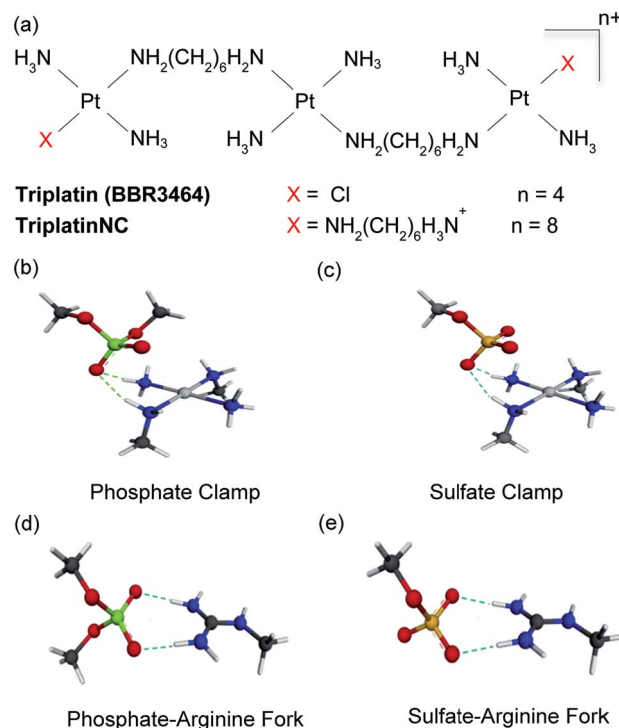 (a)
n+
H₃N NH₂(CH₂)₆H₂N NH₃ H₃N X
Pt Pt Pt
X NH₃ H₃N NH₂(CH₂)₆H₂N NH₃
Triplatin (BBR3464) X = Cl n = 4
TriplatinNC X = NH₂(CH₂)₆H₃N⁺ n = 8
(b) (c)
Phosphate Clamp Sulfate Clamp
(d) (e)
Phosphate-Arginine Fork Sulfate-Arginine Fork